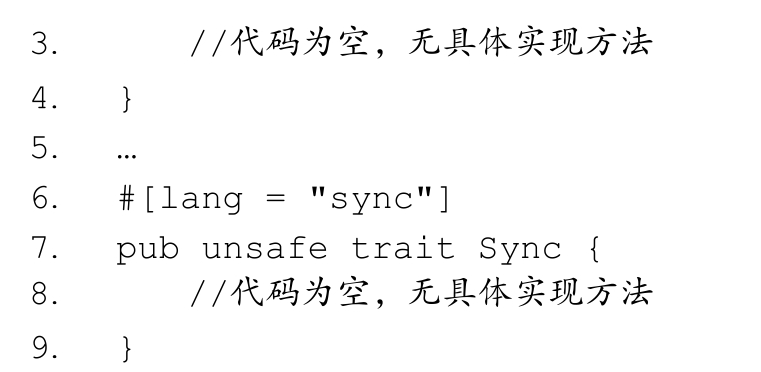 3.    //代码为空，无具体实现方法
4.  }
5.  …
6.  #[lang = "sync"]
7.  pub unsafe trait Sync {
8.    //代码为空，无具体实现方法
9.  }